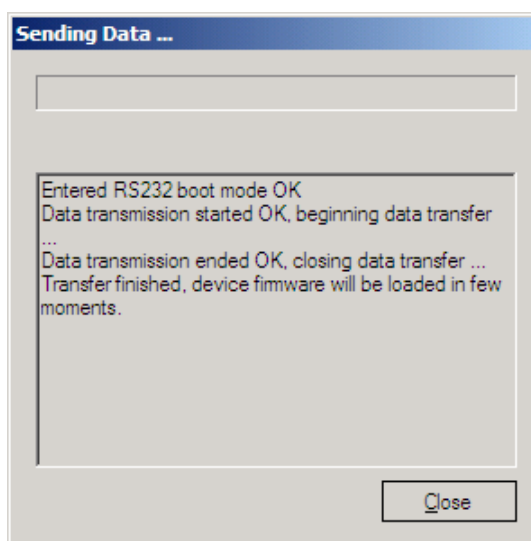 Sending Data ...
Entered RS232 boot mode OK
Data transmission started OK, beginning data transfer
...
Data transmission ended OK, closing data transfer ...
Transfer finished, device firmware will be loaded in few
moments.
Close